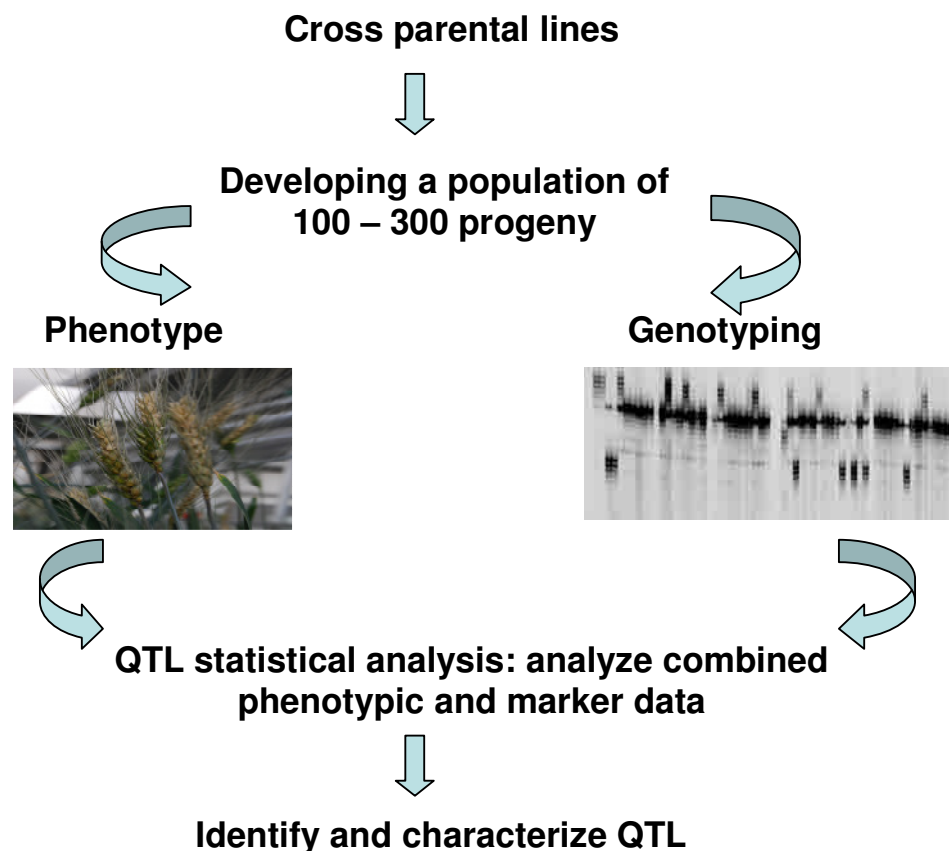 Cross parental lines
Developing a population of
100 – 300 progeny
Phenotype
Genotyping
QTL statistical analysis: analyze combined
phenotypic and marker data
Identify and characterize QTL